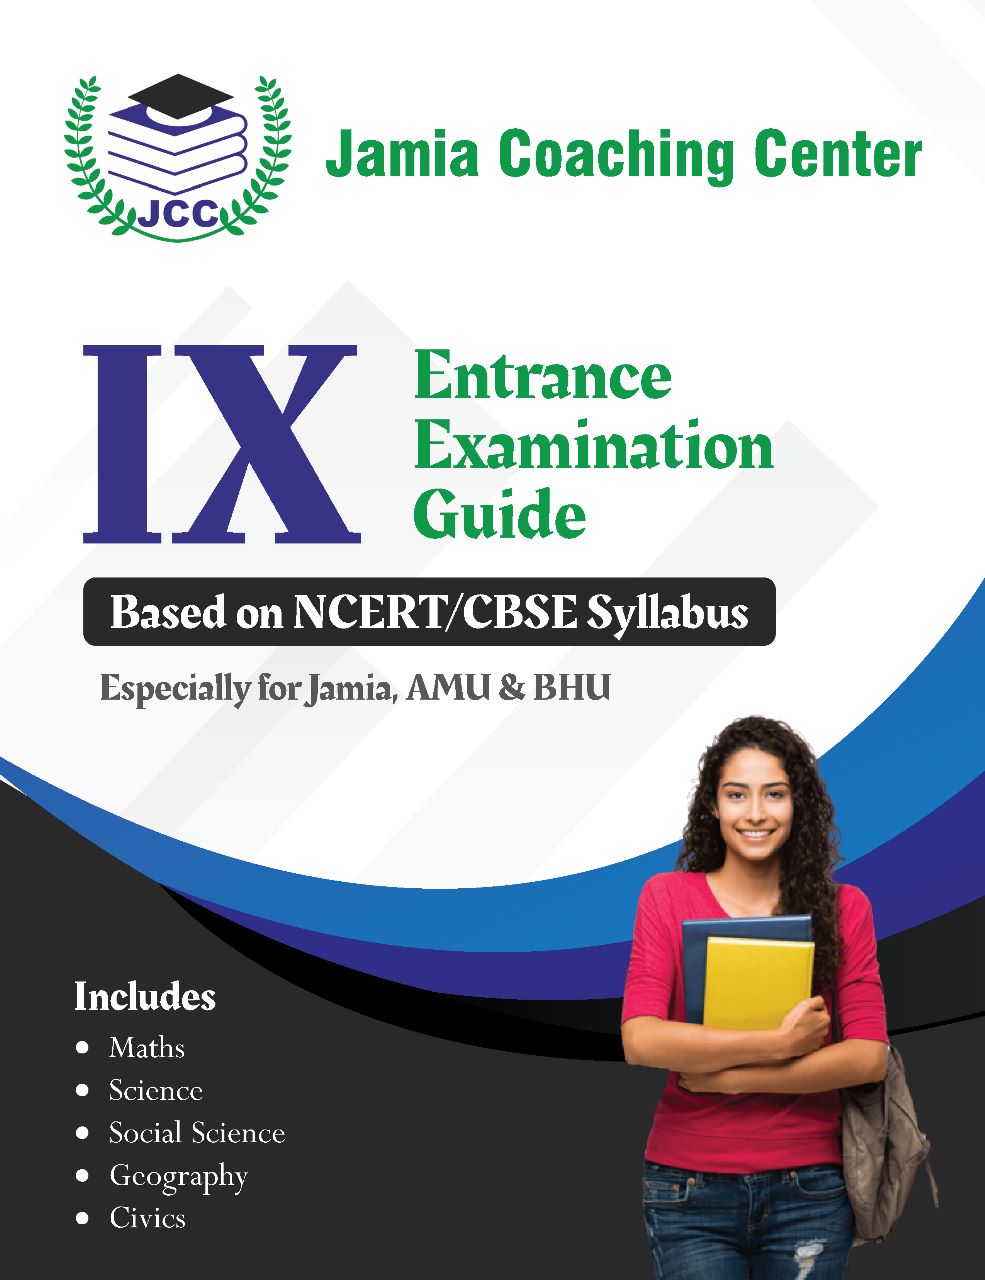 JCC
Jamia Coaching Center
IX
Entrance
Examination
Guide
Based on NCERT/CBSE Syllabus
Especially for Jamia, AMU & BHU
Includes
• Maths
• Science
• Social Science
• Geography
• Civics